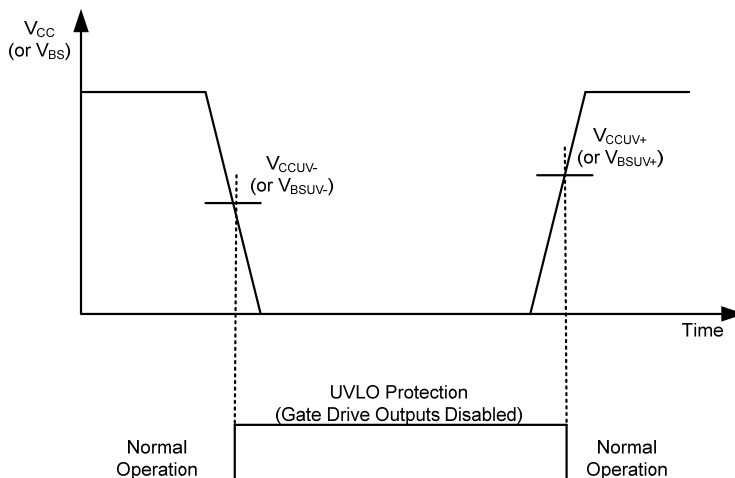 VCC
(or VBS)
VCCUV-
(or VBSUV-)
VCCUV+
(or VBSUV+)
Time
UVLO Protection
(Gate Drive Outputs Disabled)
Normal
Operation
Normal
Operation